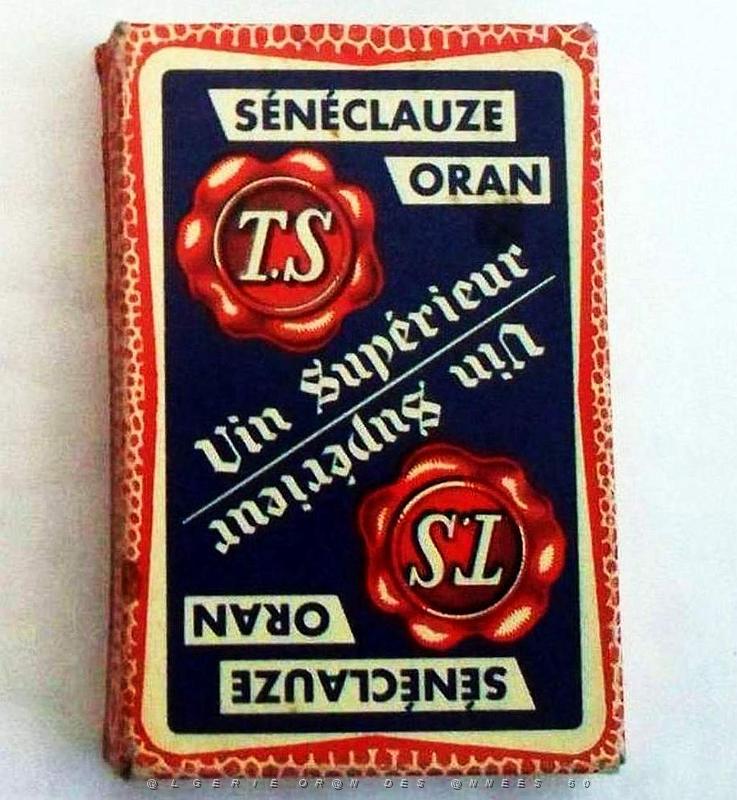 SÉNÉCLAUZE
ORAN
T.S
Vin Supérieur
Vin Supérieur
T.S
ORAN
SÉNÉCLAUZE
@LGERIE OR@N DES @NNEES 50